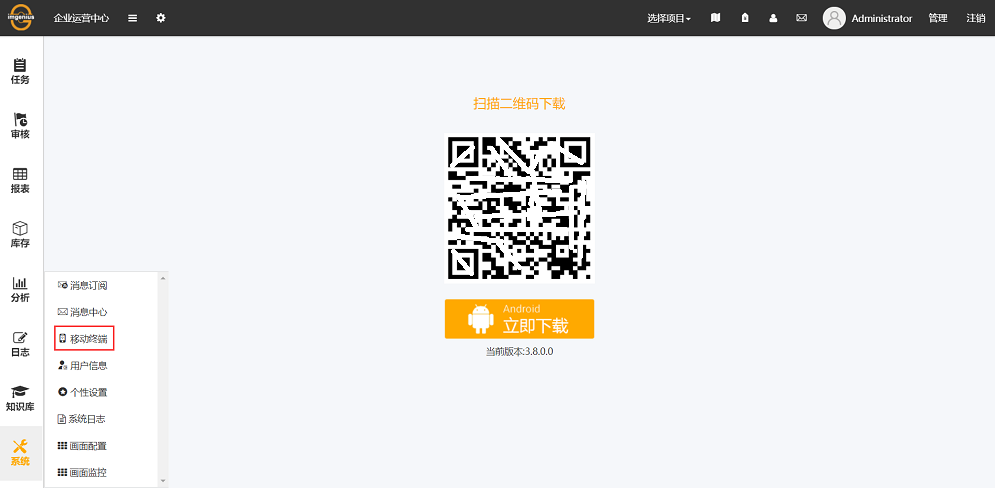 imgenius
企业运营中心
选择项目
Administrator
管理
注销
任务
审核
报表
库存
分析
日志
知识库
系统
消息订阅
消息中心
移动终端
用户信息
个性设置
系统日志
画面配置
画面监控
扫描二维码下载
Android
立即下载
当前版本:3.8.0.0